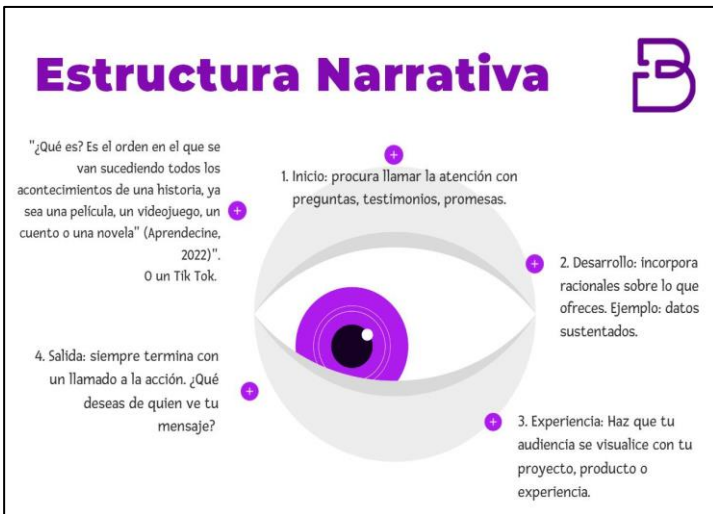 Estructura Narrativa
B
"¿Qué es? Es el orden en el que se
van sucediendo todos los
acontecimientos de una historia, ya
sea una película, un videojuego, un
cuento o una novela" (Aprendecine,
2022)".
O un Tik Tok.
1. Inicio: procura llamar la atención con
preguntas, testimonios, promesas.
2. Desarrollo: incorpora
racionales sobre lo que
ofreces. Ejemplo: datos
sustentados.
3. Experiencia: Haz que tu
audiencia se visualice con tu
proyecto, producto o
experiencia.
4. Salida: siempre termina con
un llamado a la acción. ¿Qué
deseas de quien ve tu
mensaje?